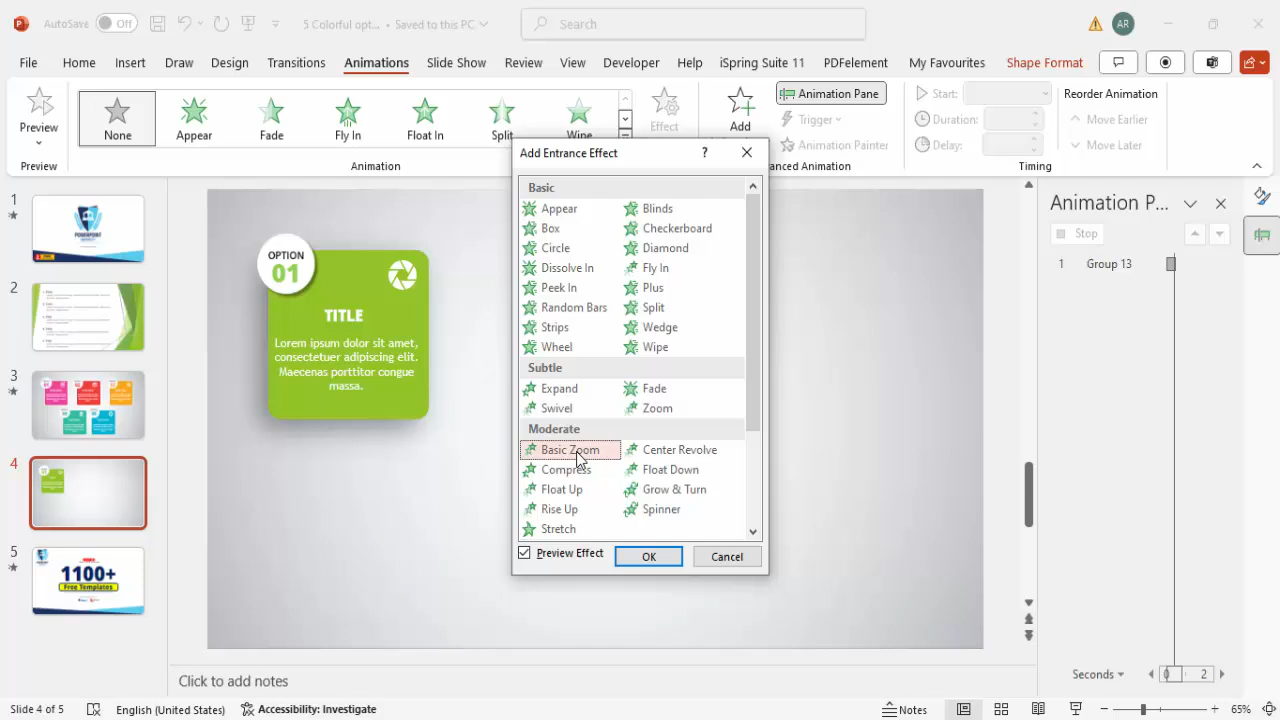 AutoSave Off 5 Colorful opt... • Saved to this PC Search AR
File Home Insert Draw Design Transitions Animations Slide Show Review View Developer Help iSpring Suite 11 PDFelement My Favourites Shape Format
Preview None Appear Fade Fly In Float In Split Wipe Effect Add
Animation Pane
Trigger
Animation Painter
Start:
Duration:
Delay:
Reorder Animation
Move Earlier
Move Later
Preview Animation vanced Animation Timing
1
2
3
4
5
1100+
Free Templates
OPTION
01
TITLE
Lorem ipsum dolor sit amet,
consectetuer adipiscing elit.
Maecenas porttitor congue
massa.
Add Entrance Effect ?
Basic
Appear Blinds
Box Checkerboard
Circle Diamond
Dissolve In Fly In
Peek In Plus
Random Bars Split
Strips Wedge
Wheel Wipe
Subtle
Expand Fade
Swivel Zoom
Moderate
Basic Zoom Center Revolve
Compress Float Down
Float Up Grow & Turn
Rise Up Spinner
Stretch
Preview Effect OK Cancel
Animation P...
Stop
1 Group 13
Seconds 0 2
Click to add notes
Slide 4 of 5 English (United States) Accessibility: Investigate Notes 65%